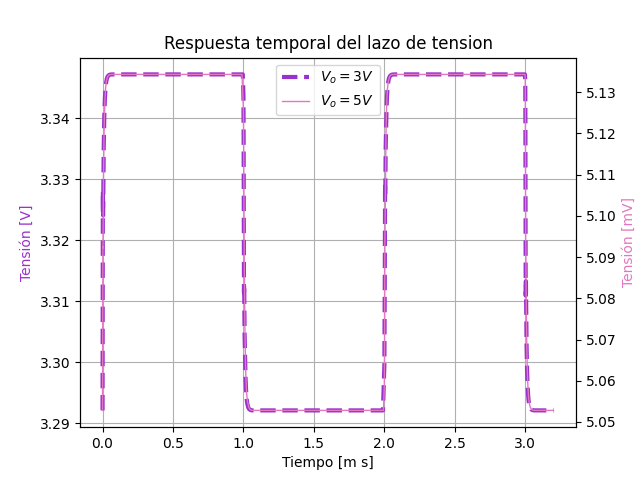 Respuesta temporal del lazo de tension
V_o = 3V
V_o = 5V
Tensión [V]
3.34
3.33
3.32
3.31
3.30
3.29
5.13
5.12
5.11
5.10
5.09
5.08
5.07
5.06
5.05
Tensión [mV]
0.0 0.5 1.0 1.5 2.0 2.5 3.0
Tiempo [m s]